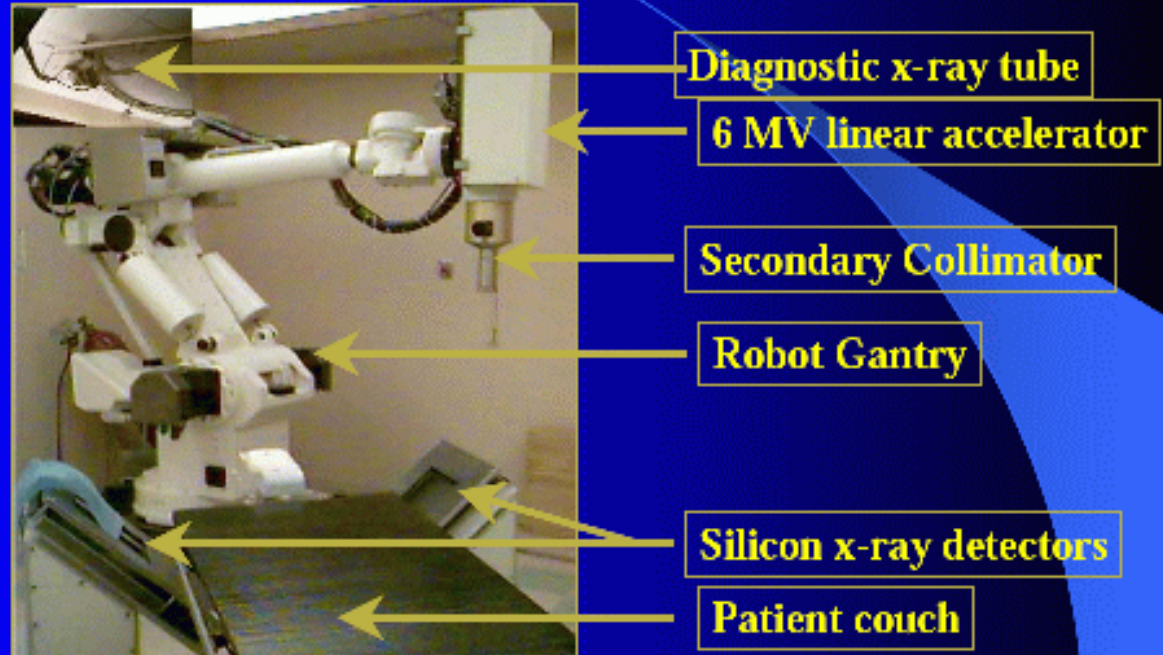 Diagnostic x-ray tube
6 MV linear accelerator
Secondary Collimator
Robot Gantry
Silicon x-ray detectors
Patient couch